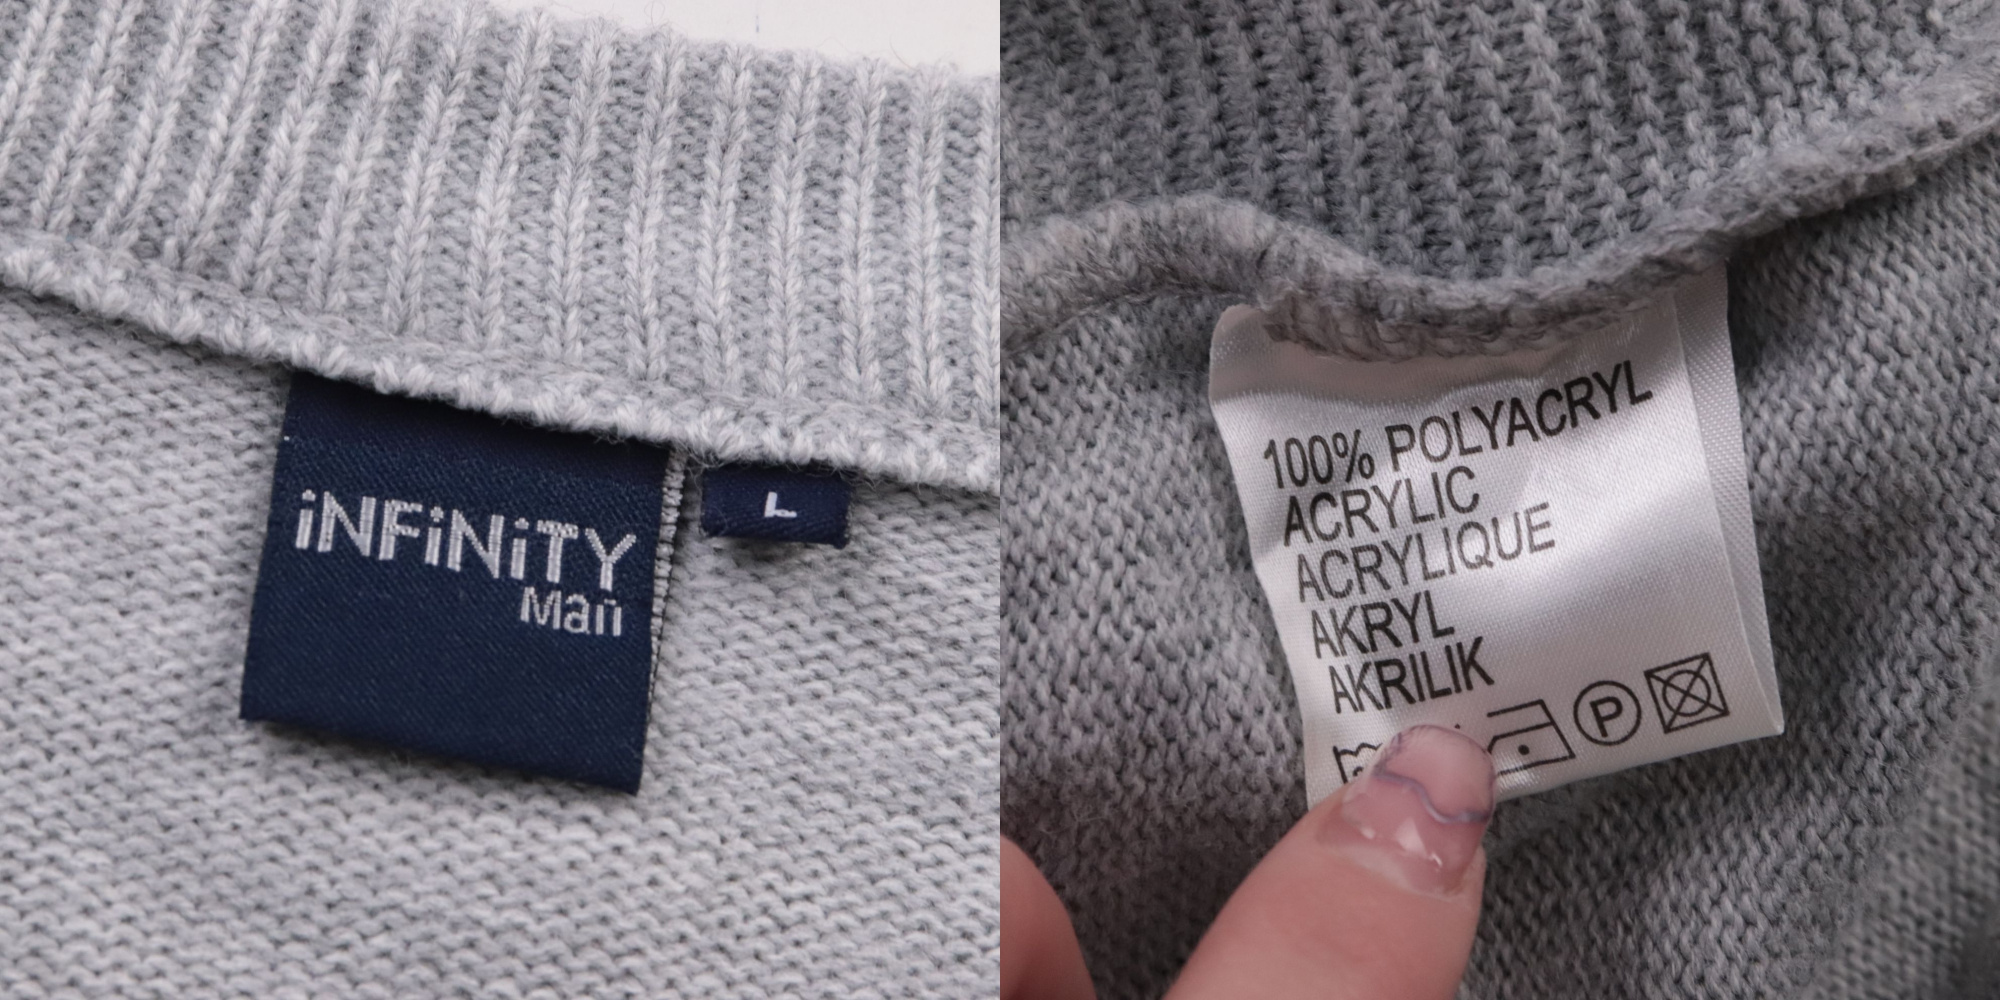 iNFiNiTY
Man
L
100% POLYACRYL
ACRYLIC
ACRYLIQUE
AKRYL
AKRILIK
P